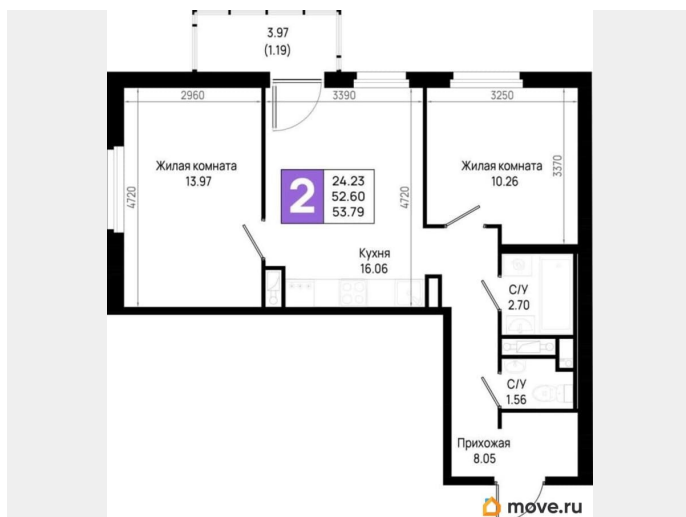 3.97
(1.19)
2960
3390
3250
Жилая комната
13.97
4720
2
24.23
52.60
53.79
4720
Жилая комната
10.26
3370
Кухня
16.06
С/У
2.70
С/У
1.56
Прихожая
8.05
move.ru